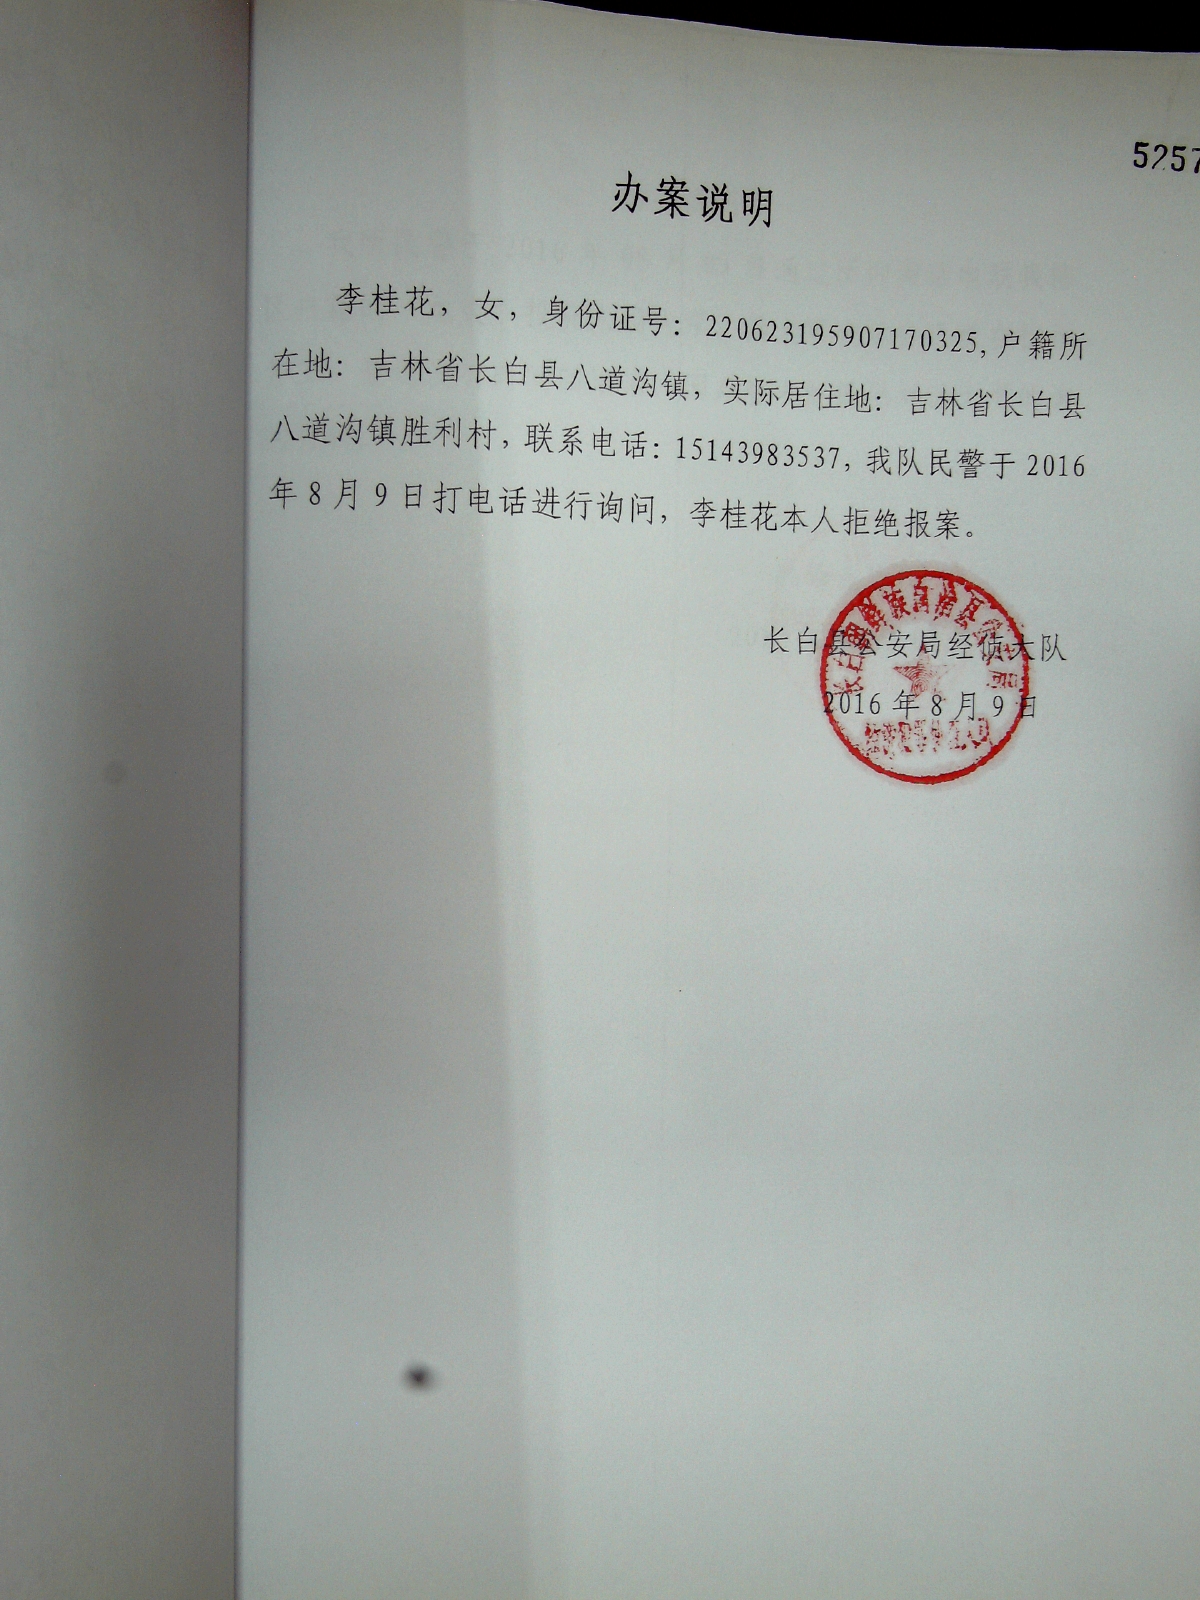 5257
办案说明
李桂花，女，身份证号：220623195907170325,户籍所
在地：吉林省长白县八道沟镇，实际居住地：吉林省长白县
八道沟镇胜利村，联系电话：15143983537，我队民警于2016
年8月9日打电话进行询问，李桂花本人拒绝报案。
长白县公安局经侦大队
2016年8月9日